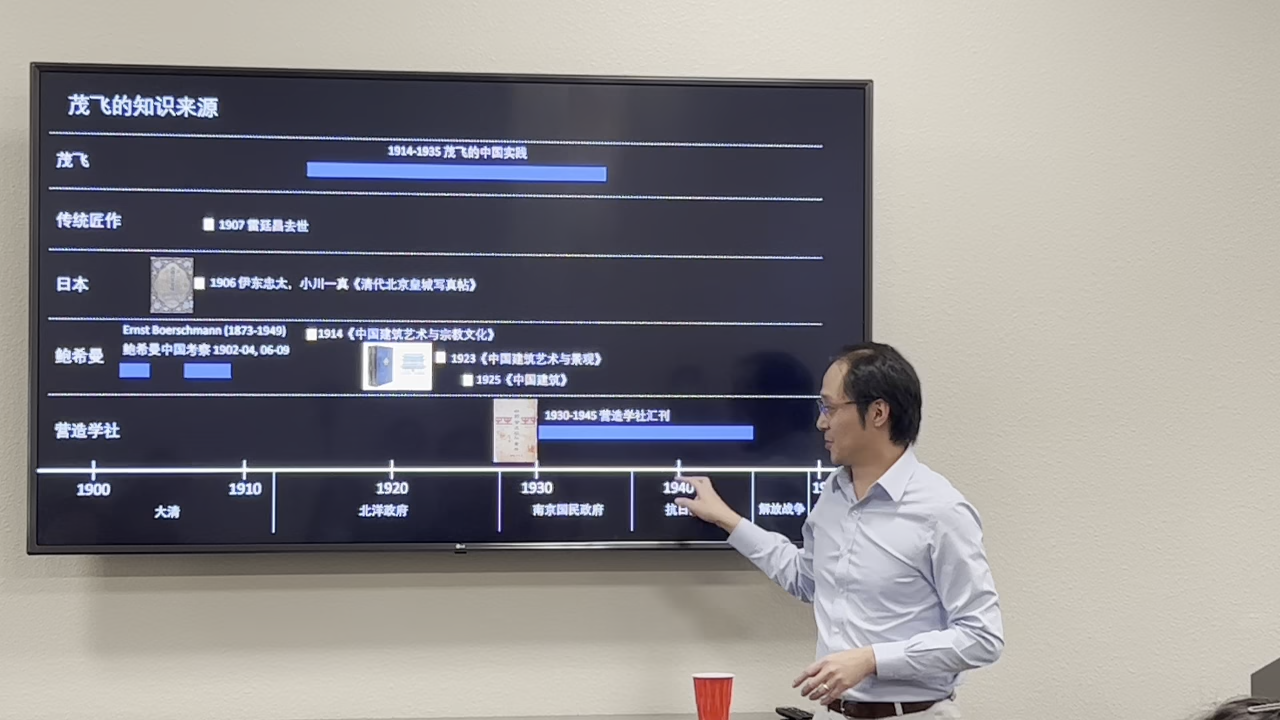 茂飞的知识来源
茂飞
1914-1935 茂飞的中国实践
传统匠作
1907 雷廷昌去世
日本
1906 伊东忠太，小川一真《清代北京皇城写真帖》
鲍希曼
Ernst Boerschmann (1873-1949)
鲍希曼中国考察 1902-04, 06-09
1914《中国建筑艺术与宗教文化》
1923《中国建筑艺术与景观》
1925《中国建筑》
营造学社
1930-1945 营造学社汇刊
1900 1910 1920 1930 1940
大清 北洋政府 南京国民政府 抗日 解放战争